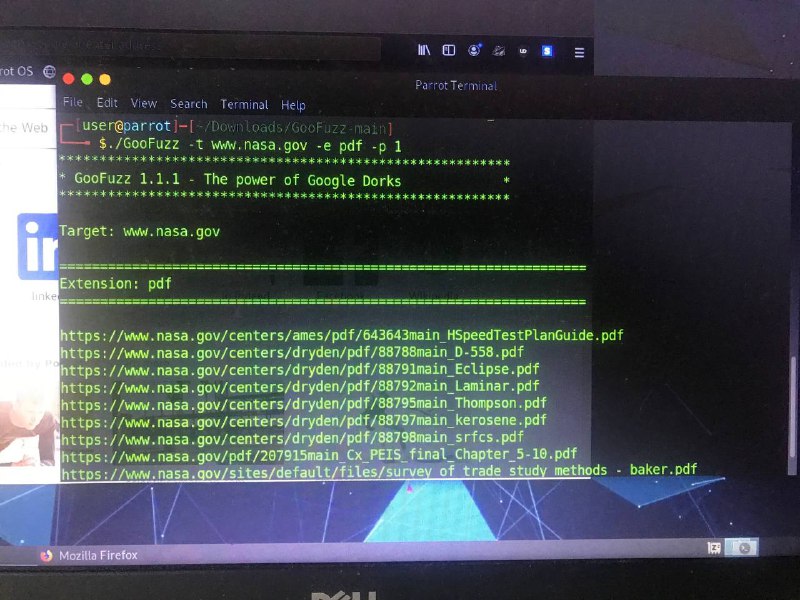 rot OS
Parrot Terminal
File Edit View Search Terminal Help
the Web
[user@parrot]─[~/Downloads/GooFuzz-main]
$./GooFuzz -t www.nasa.gov -e pdf -p 1
***************************************************
* GooFuzz 1.1.1 - The power of Google Dorks *
***************************************************
Target: www.nasa.gov
============================================================
Extension: pdf
============================================================
in
linke
https://www.nasa.gov/centers/ames/pdf/643643main_HSpeedTestPlanGuide.pdf
https://www.nasa.gov/centers/dryden/pdf/88788main_D-558.pdf
https://www.nasa.gov/centers/dryden/pdf/88791main_Eclipse.pdf
https://www.nasa.gov/centers/dryden/pdf/88792main_Laminar.pdf
https://www.nasa.gov/centers/dryden/pdf/88795main_Thompson.pdf
https://www.nasa.gov/centers/dryden/pdf/88797main_kerosene.pdf
https://www.nasa.gov/centers/dryden/pdf/88798main_srfcs.pdf
https://www.nasa.gov/pdf/207915main_Cx_PEIS_final_Chapter_5-10.pdf
https://www.nasa.gov/sites/default/files/survey_of_trade_study_methods_-_baker.pdf
Mozilla Firefox
DELL